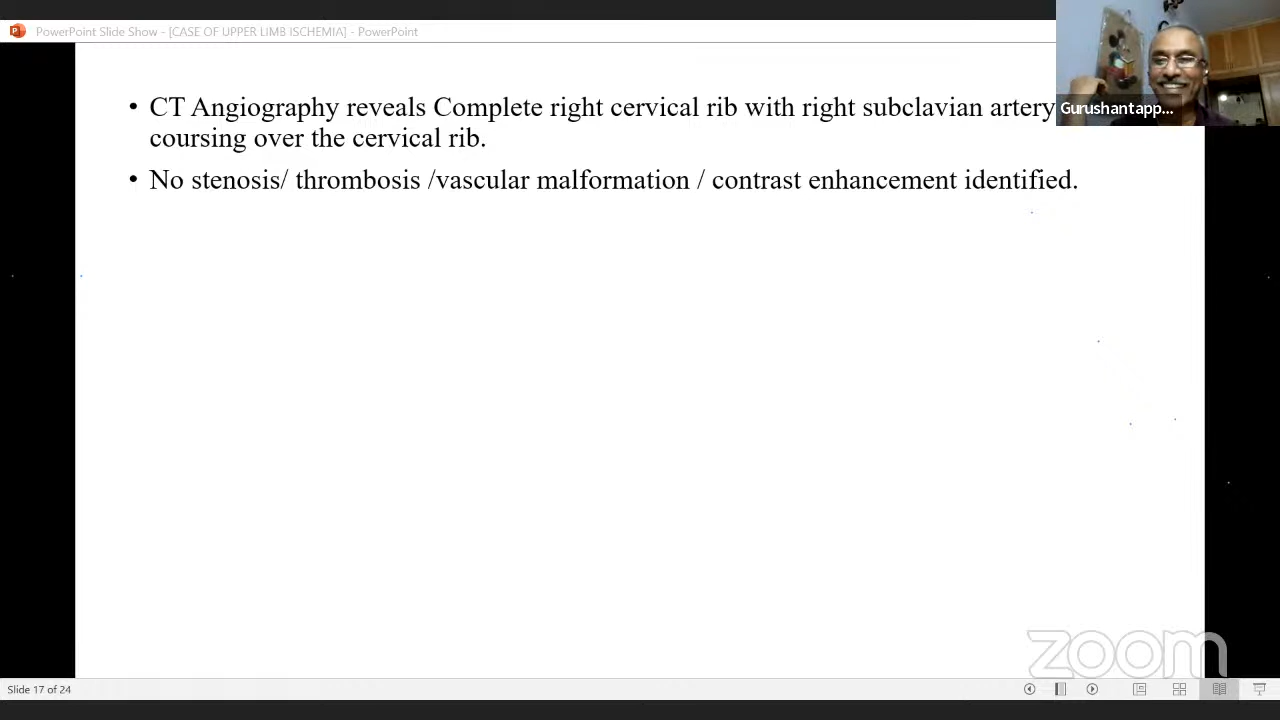 PowerPoint Slide Show - [CASE OF UPPER LIMB ISCHEMIA] - PowerPoint
Gurushantapp...
• CT Angiography reveals Complete right cervical rib with right subclavian artery
coursing over the cervical rib.
• No stenosis/ thrombosis /vascular malformation / contrast enhancement identified.
zoom
Slide 17 of 24